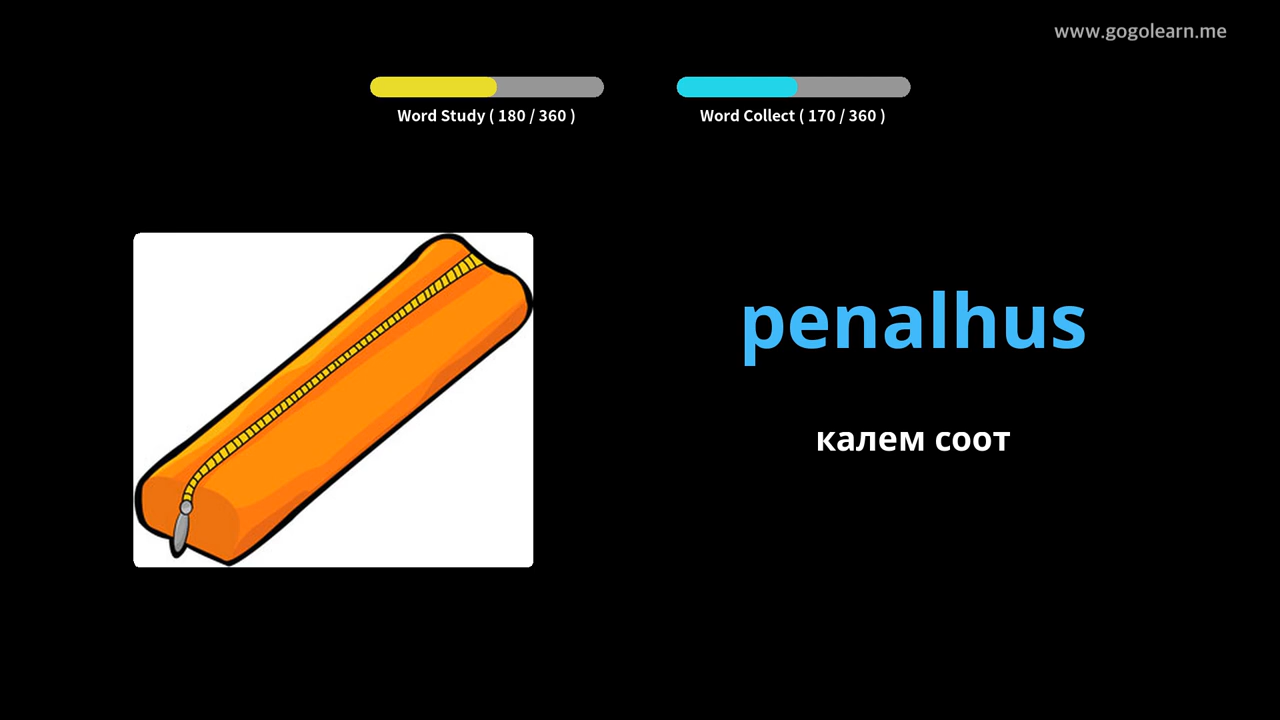 www.gogolearn.me
Word Study ( 180 / 360 )
Word Collect ( 170 / 360 )
penalhus
калем соот